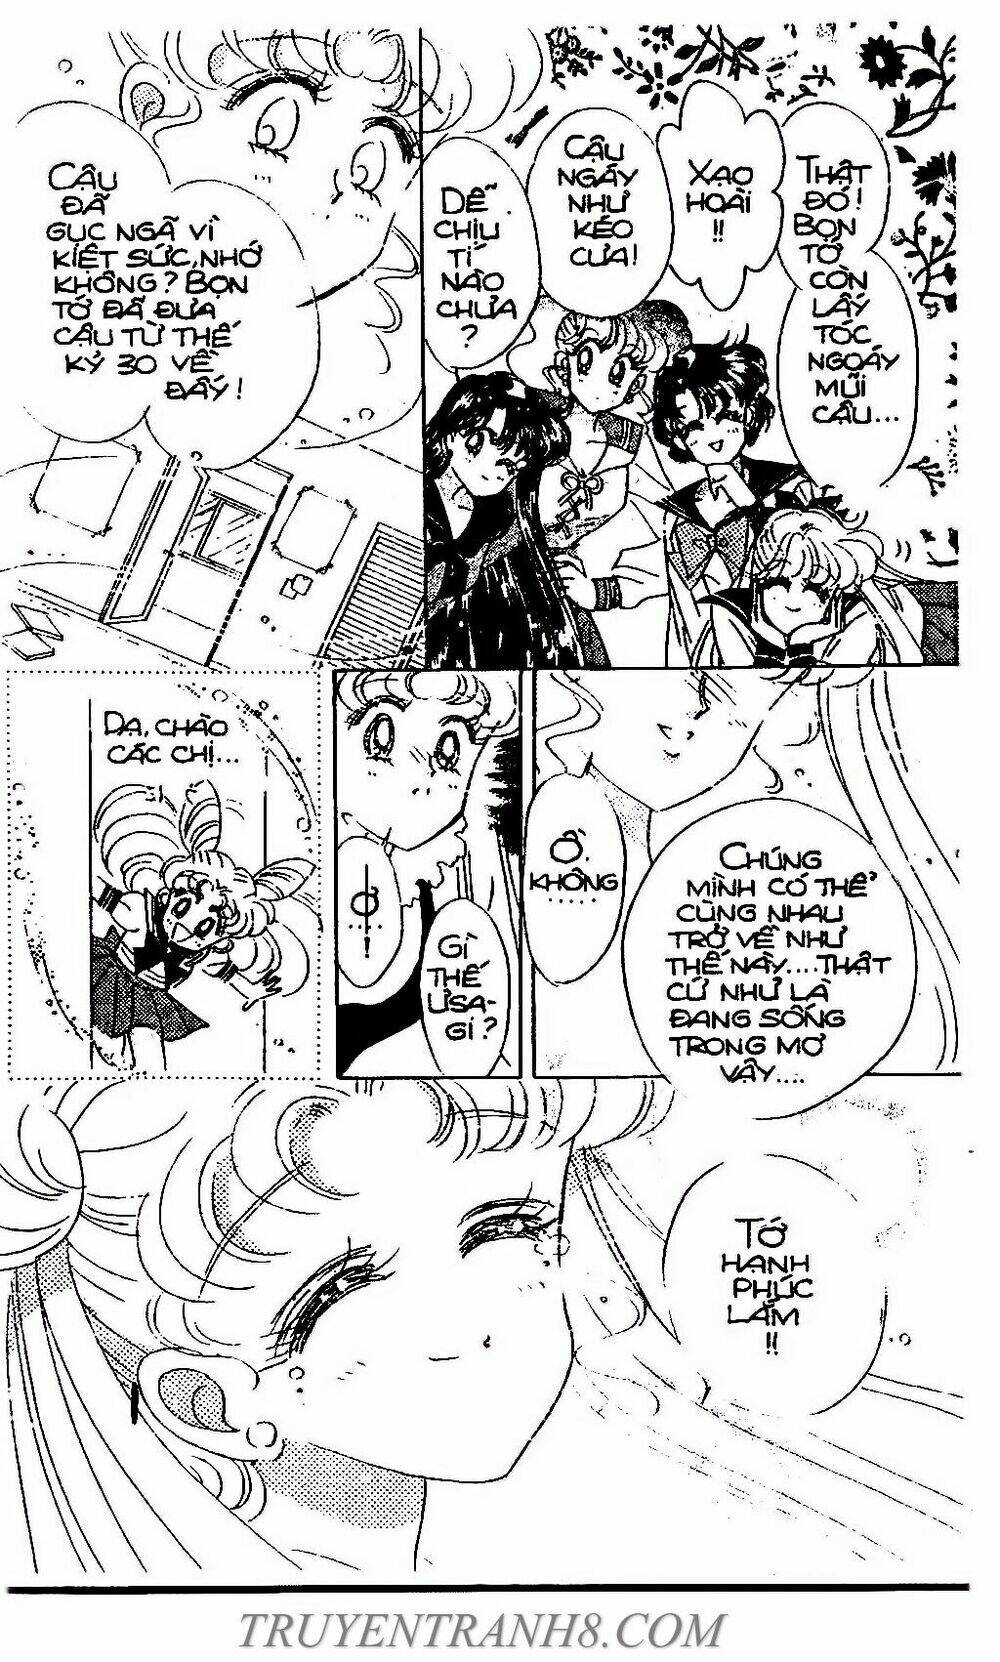 THẬT
ĐÓ!
BỌN
TỚ
CÒN
LẤY
TÓC
NGOÁY
MŨI
CẬU...
XẠO
HOÀI
!!
CẬU
NGÁY
NHƯ
KÉO
CƯA!
DỄ
CHỊU
TÍ
NÀO
CHƯA
?
CẬU
ĐÃ
GỤC NGÃ VÌ
KIỆT SỨC, NHỚ
KHÔNG? BỌN
TỚ ĐÃ ĐƯA
CẬU TỪ THẾ
KỶ 30 VỀ
ĐẤY!
CHÚNG
MÌNH CÓ THỂ
CÙNG NHAU
TRỞ VỀ NHƯ
THẾ NÀY....THẬT
CỨ NHƯ LÀ
ĐANG SỐNG
TRONG MƠ
VẬY....
Ồ.
KHÔNG
......
GÌ
THẾ
ƯSA-
GI?
Ơ
!
DẠ, CHÀO
CÁC CHỊ...
TỚ
HẠNH
PHÚC
LẮM
!!
TRUYENTRANH8.COM